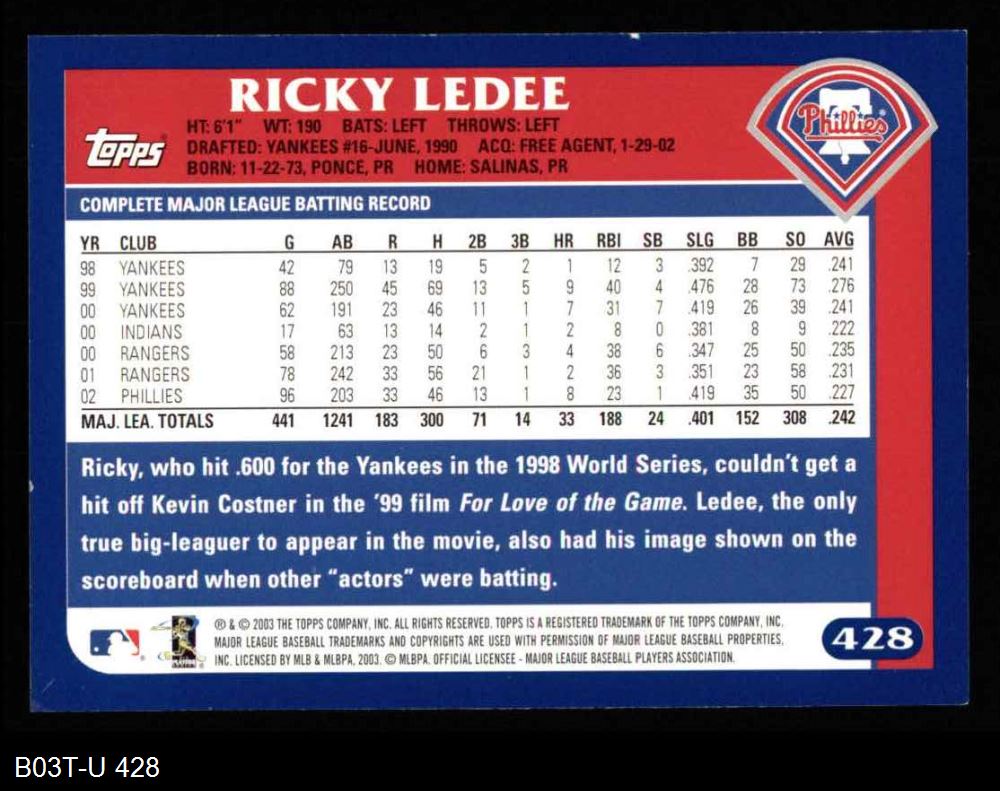 RICKY LEDEE
Topps
HT: 6'1" WT: 190 BATS: LEFT THROWS: LEFT
DRAFTED: YANKEES #16-JUNE, 1990 ACQ: FREE AGENT, 1-29-02
BORN: 11-22-73, PONCE, PR HOME: SALINAS, PR
Phillies
COMPLETE MAJOR LEAGUE BATTING RECORD
YR CLUB G AB R H 2B 3B HR RBI SB SLG BB SO AVG
98 YANKEES 42 79 13 19 5 2 1 12 3 .392 7 29 .241
99 YANKEES 88 250 45 69 13 5 9 40 4 .476 28 73 .276
00 YANKEES 62 191 23 46 11 1 7 31 7 .419 26 39 .241
00 INDIANS 17 63 13 14 2 1 2 8 0 .381 8 9 .222
00 RANGERS 58 213 23 50 6 3 4 38 6 .347 25 50 .235
01 RANGERS 78 242 33 56 21 1 2 36 3 .351 23 58 .231
02 PHILLIES 96 203 33 46 13 1 8 23 1 .419 35 50 .227
MAJ. LEA. TOTALS 441 1241 183 300 71 14 33 188 24 .401 152 308 .242
Ricky, who hit .600 for the Yankees in the 1998 World Series, couldn't get a
hit off Kevin Costner in the '99 film For Love of the Game. Ledee, the only
true big-leaguer to appear in the movie, also had his image shown on the
scoreboard when other "actors" were batting.
® & © 2003 THE TOPPS COMPANY, INC. ALL RIGHTS RESERVED. TOPPS IS A REGISTERED TRADEMARK OF THE TOPPS COMPANY, INC.
MAJOR LEAGUE BASEBALL TRADEMARKS AND COPYRIGHTS ARE USED WITH PERMISSION OF MAJOR LEAGUE BASEBALL PROPERTIES,
INC. LICENSED BY MLB & MLBPA, 2003. © MLBPA. OFFICIAL LICENSEE - MAJOR LEAGUE BASEBALL PLAYERS ASSOCIATION.
428
B03T-U 428